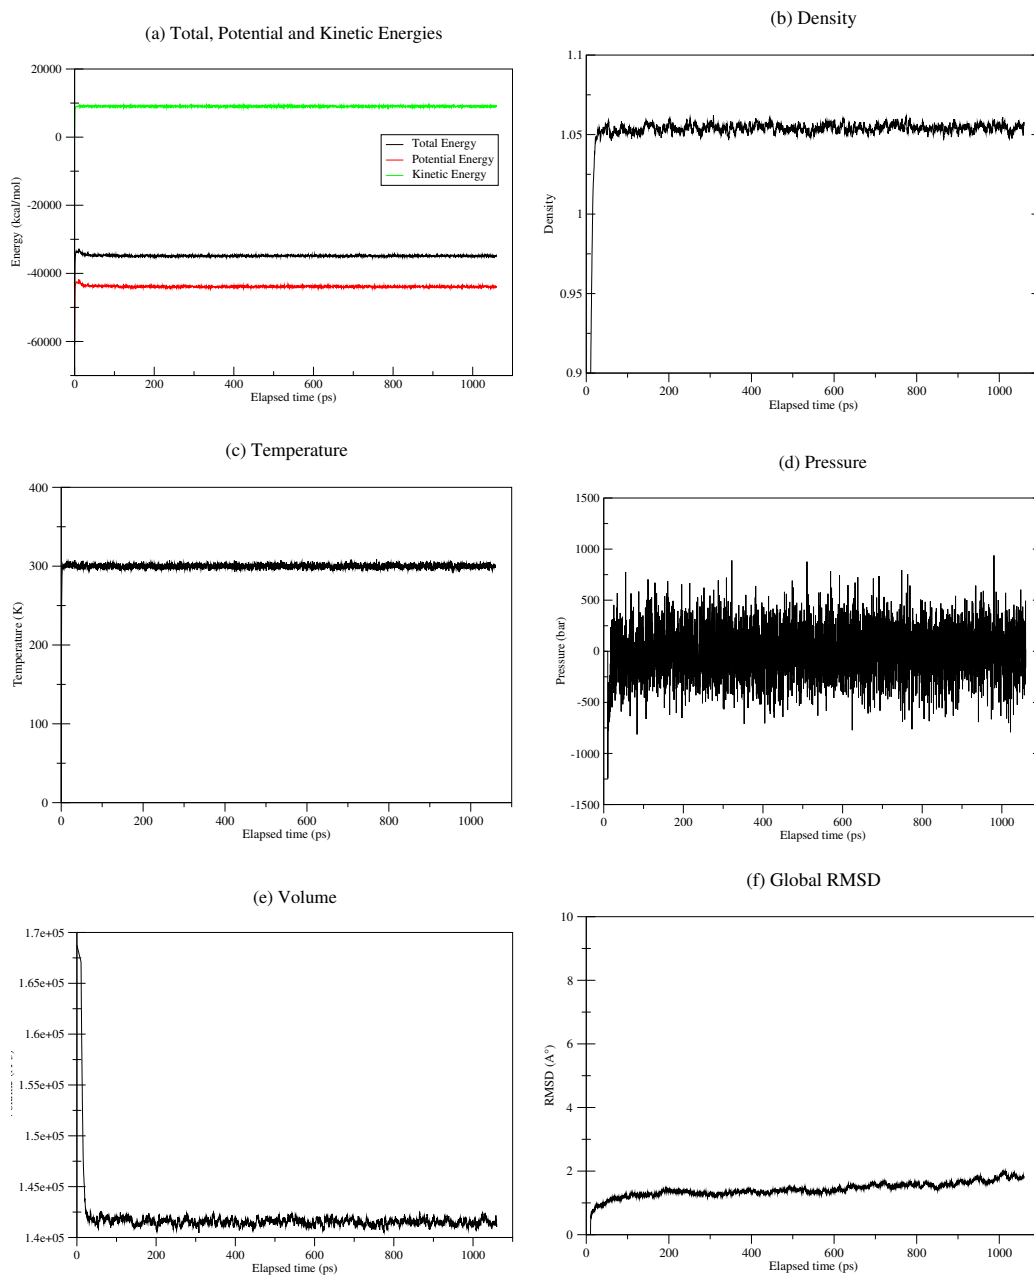 (a) Total, Potential and Kinetic Energies
20000
0
-20000
-40000
-60000
Energy (kcal/mol)
Total Energy
Potential Energy
Kinetic Energy
0 200 400 600 800 1000
Elapsed time (ps)
(b) Density
1.1
1.05
1
0.95
0.9
Density
0 200 400 600 800 1000
Elapsed time (ps)
(c) Temperature
400
300
200
100
0
Temperature (K)
0 200 400 600 800 1000
Elapsed time (ps)
(d) Pressure
1500
1000
500
0
-500
-1000
-1500
Pressure (bar)
0 200 400 600 800 1000
Elapsed time (ps)
(e) Volume
1.7e+05
1.65e+05
1.6e+05
1.55e+05
1.5e+05
1.45e+05
1.4e+05
0 200 400 600 800 1000
Elapsed time (ps)
(f) Global RMSD
10
8
6
4
2
0
RMSD (A°)
0 200 400 600 800 1000
Elapsed time (ps)